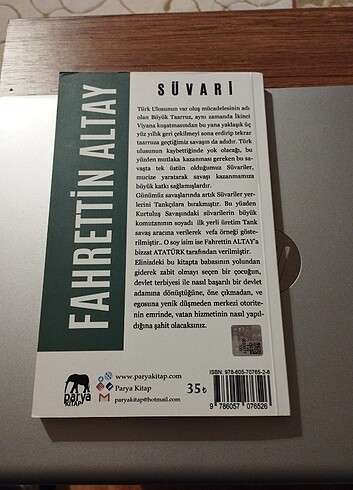 FAHRETTİN ALTAY
SÜVARİ
Türk Ulusunun var oluş mücadelesinin adı
olan Büyük Taarruz, aynı zamanda İkinci
Viyana kuşatmasından bu yana yaklaşık üç
yüz yıllık geri çekilmeyi sona erdirip tekrar
taarruza geçtiğimiz savaşın da adıdır. Türk
ulusunun kaybettiğinde yok olacağı, bu
yüzden mutlaka kazanması gereken bu sa-
vaşta tek üstün olduğumuz Süvariler,
mucize yaratarak savaşı kazanmamıza
büyük katkı sağlamışlardır.
Günümüz savaşlarında artık Süvariler yer-
lerini Tankçılara bırakmıştır. Bu yüzden
Kurtuluş Savaşındaki süvarilerin büyük
komutanının soyadı ilk yerli üretim Tank
savaş aracına verilerek vefa örneği göste-
rilmiştir.. O soy isim ise Fahrettin ALTAY'a
bizzat ATATÜRK tarafından verilmiştir.
Elinizdeki bu kitapta babasının yolundan
giderek zabit olmayı seçen bir çocuğun,
devlet terbiyesi ile nasıl başarılı bir devlet
adamına dönüştüğüne, öne çıkmadan, ve
egosuna yenik düşmeden merkezi otorite-
nin emrinde, vatan hizmetinin nasıl yapıl-
dığına şahit olacaksınız.
parya
KİTAP
www.paryakitap.com
Parya Kitap
paryakitap@hotmail.com
35₺
ISBN: 978-605-70765-2-6
9 786057 076526